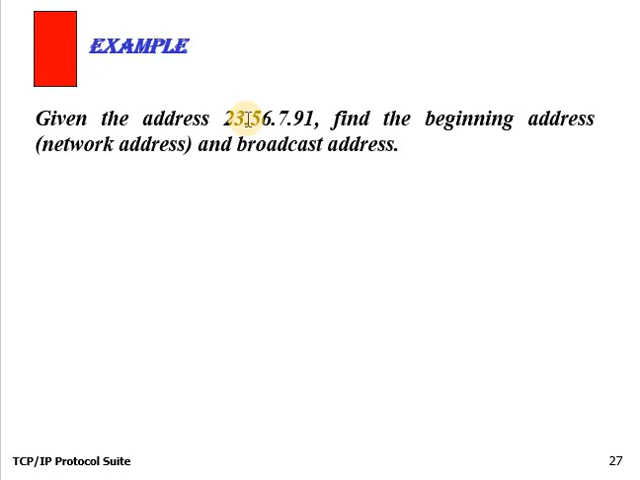 EXAMPLE
Given the address 23.56.7.91, find the beginning address
(network address) and broadcast address.
TCP/IP Protocol Suite
27